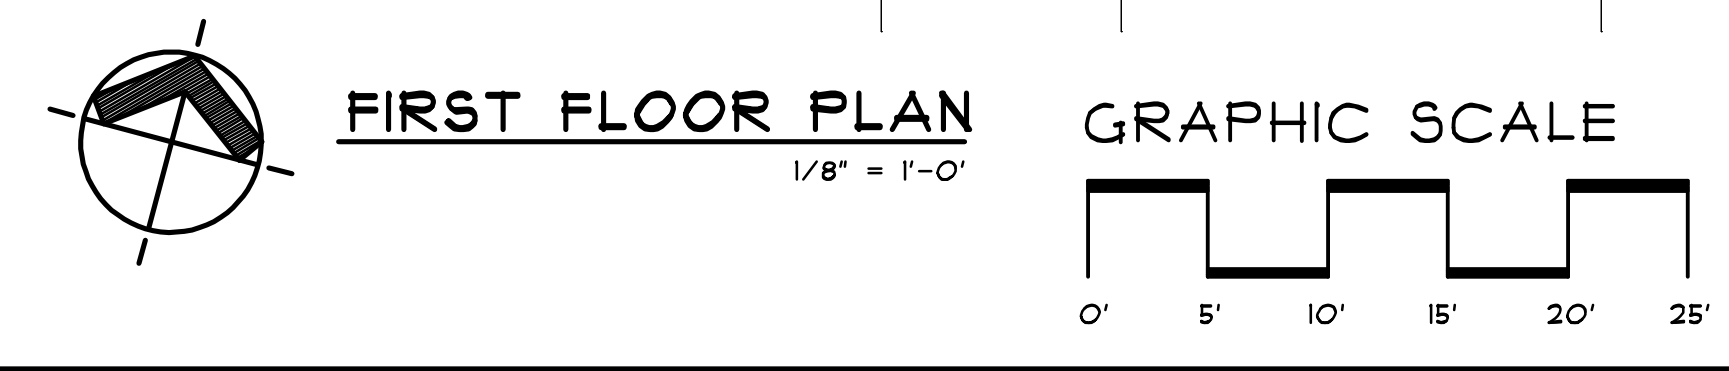 FIRST FLOOR PLAN
1/8" = 1'-0'
GRAPHIC SCALE
0' 5' 10' 15' 20' 25'